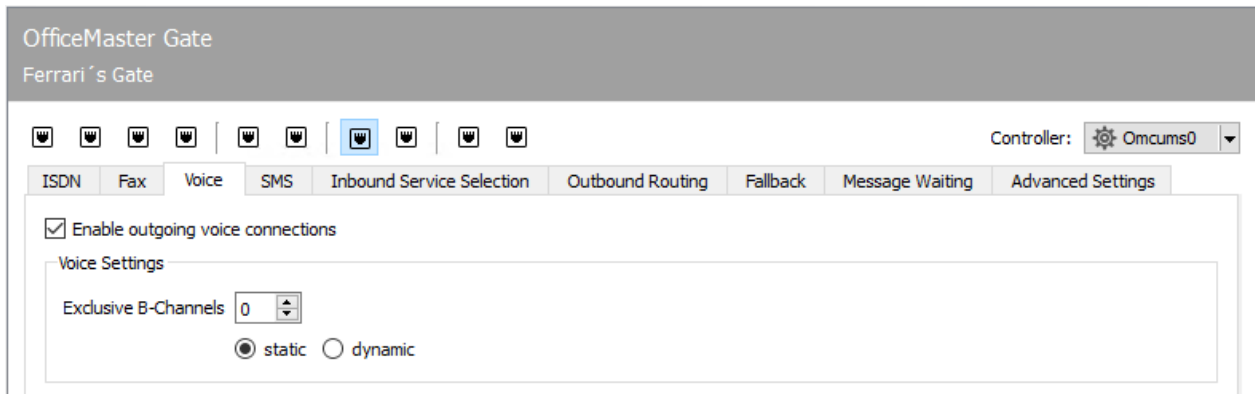 OfficeMaster Gate
Ferrari´s Gate
Controller: Omcums0
ISDN Fax Voice SMS Inbound Service Selection Outbound Routing Fallback Message Waiting Advanced Settings
Enable outgoing voice connections
Voice Settings
Exclusive B-Channels 0
static dynamic